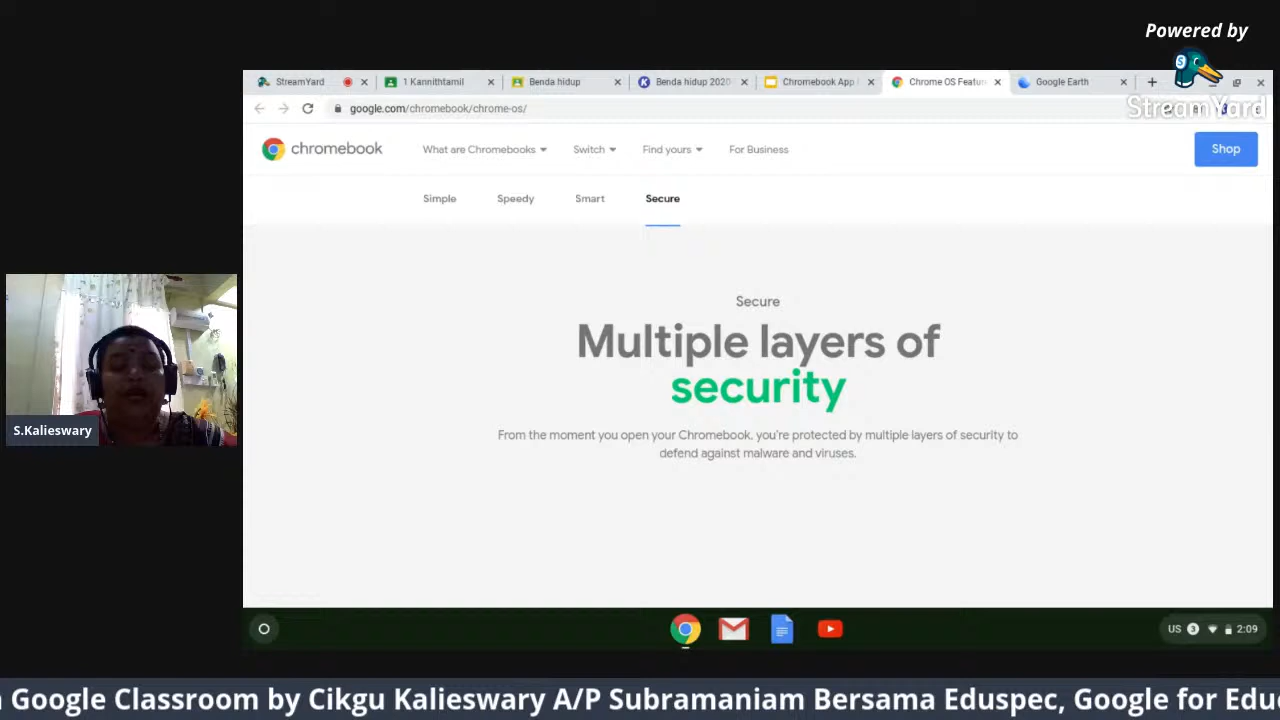 Powered by
StreamYard
StreamYard
1 Kannithtamil
Benda hidup
Benda hidup 2020
Chromebook App
Chrome OS Featu
Google Earth
google.com/chromebook/chrome-os/
chromebook
What are Chromebooks
Switch
Find yours
For Business
Shop
Simple
Speedy
Smart
Secure
Secure
Multiple layers of
security
From the moment you open your Chromebook, you're protected by multiple layers of security to
defend against malware and viruses.
S.Kalieswary
US
3
2:09
Google Classroom by Cikgu Kalieswary A/P Subramaniam Bersama Eduspec, Google for Edu